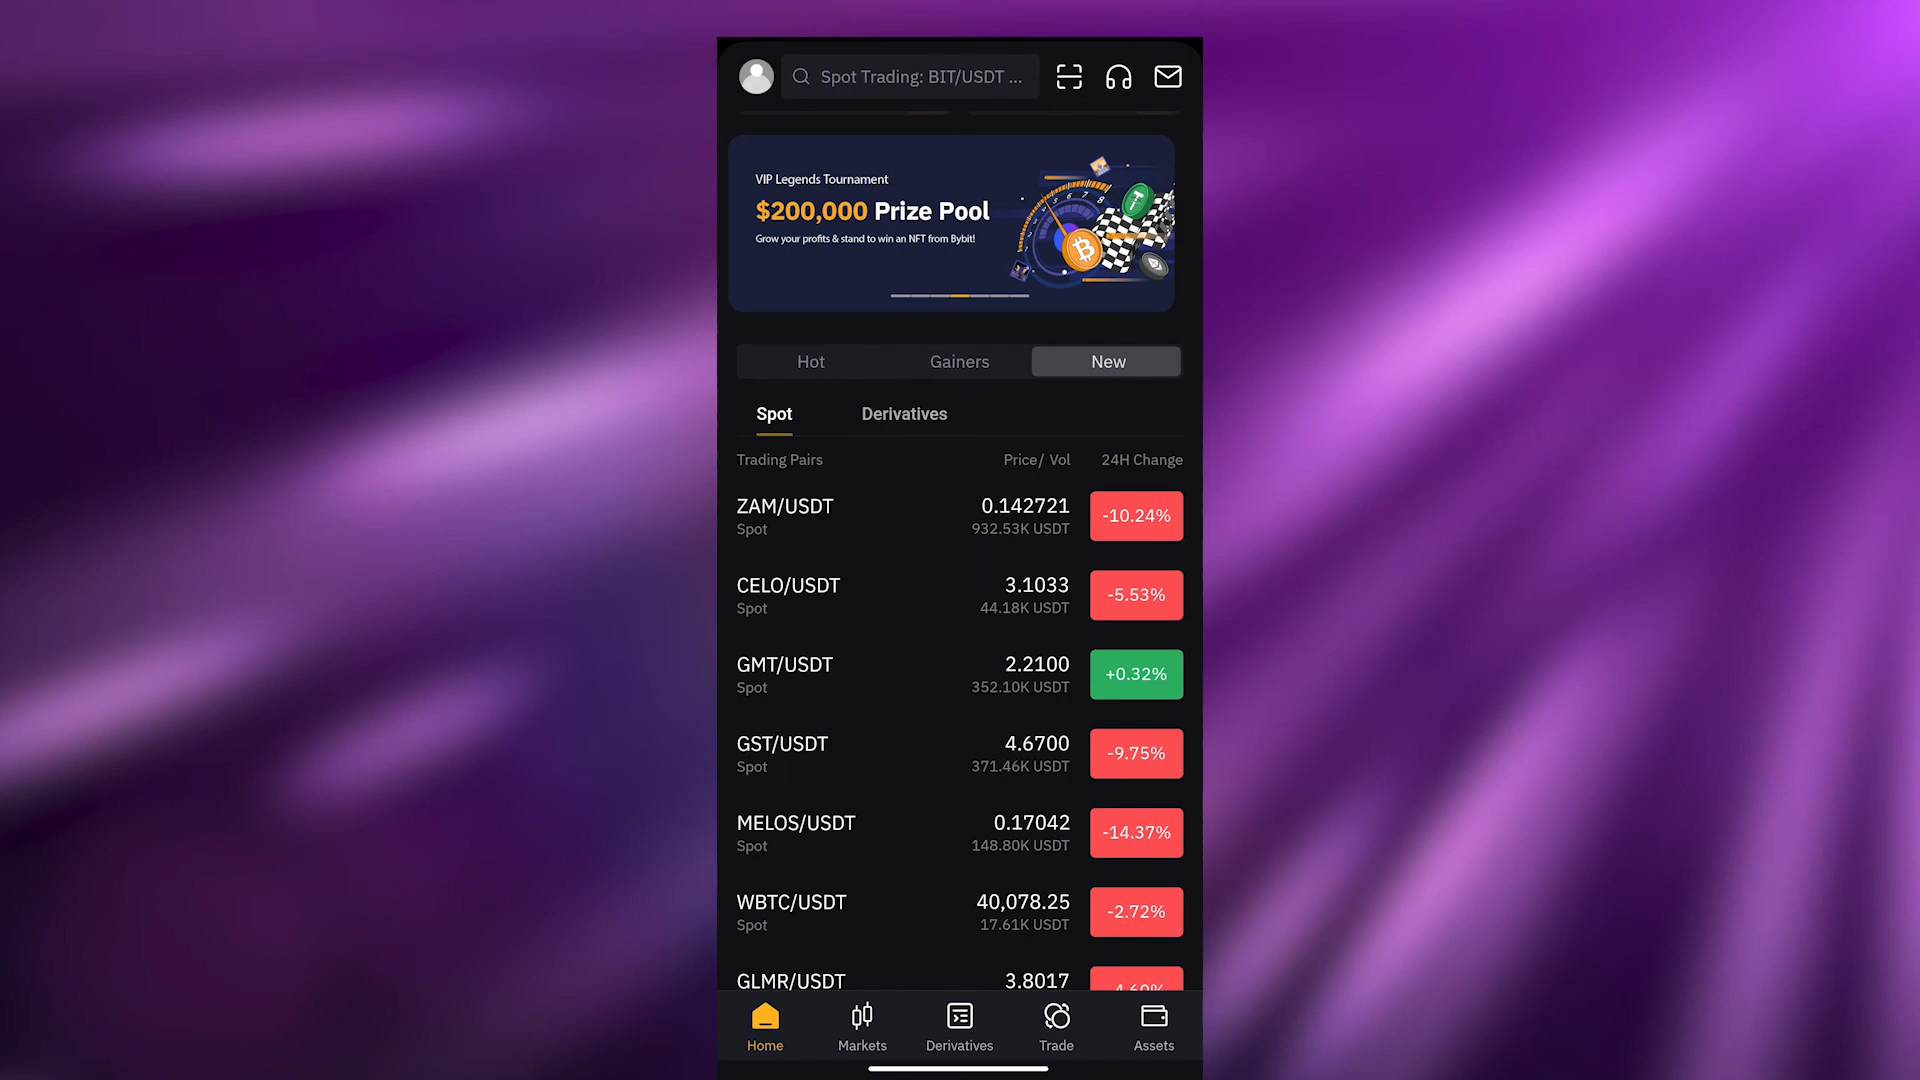 Spot Trading: BIT/USDT ...
VIP Legends Tournament
$200,000 Prize Pool
Grow your profits & stand to win an NFT from Bybit!
Hot Gainers New
Spot Derivatives
Trading Pairs Price/ Vol 24H Change
ZAM/USDT 0.142721 -10.24%
Spot 932.53K USDT
CELO/USDT 3.1033 -5.53%
Spot 44.18K USDT
GMT/USDT 2.2100 +0.32%
Spot 352.10K USDT
GST/USDT 4.6700 -9.75%
Spot 371.46K USDT
MELOS/USDT 0.17042 -14.37%
Spot 148.80K USDT
WBTC/USDT 40,078.25 -2.72%
Spot 17.61K USDT
GLMR/USDT 3.8017
Home Markets Derivatives Trade Assets